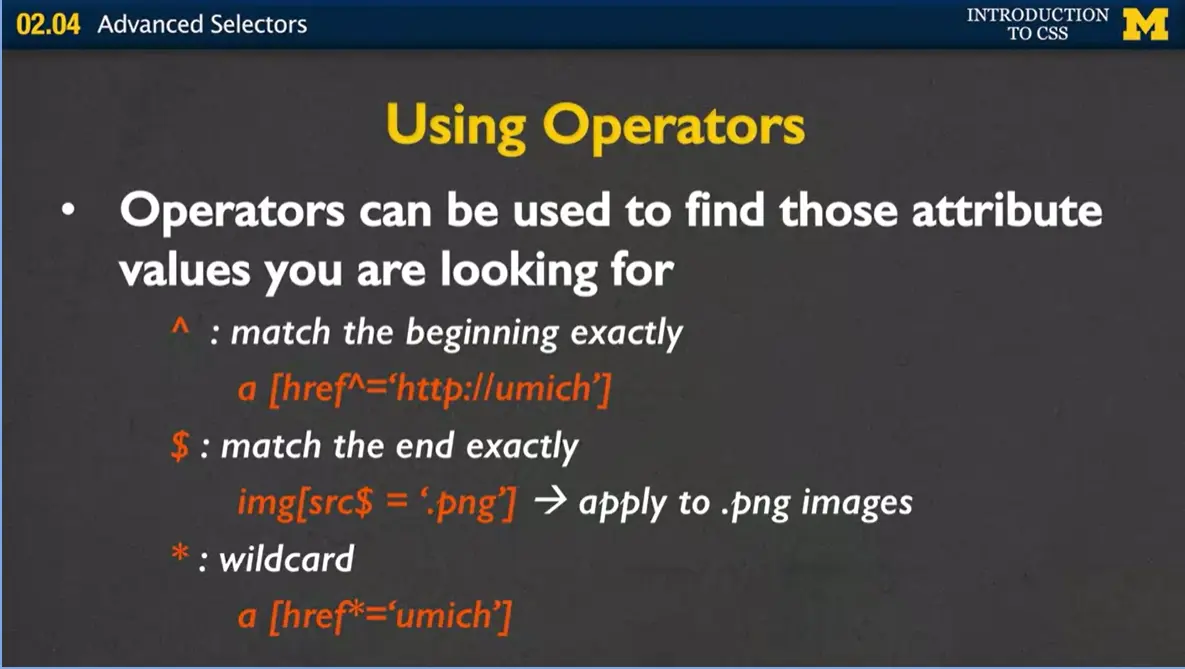 02.04 Advanced Selectors
INTRODUCTION
TO CSS
M
Using Operators
• Operators can be used to find those attribute
values you are looking for
^ : match the beginning exactly
a [href^=‘http://umich’]
$ : match the end exactly
img[src$ = ‘.png’] → apply to .png images
* : wildcard
a [href*=‘umich’]